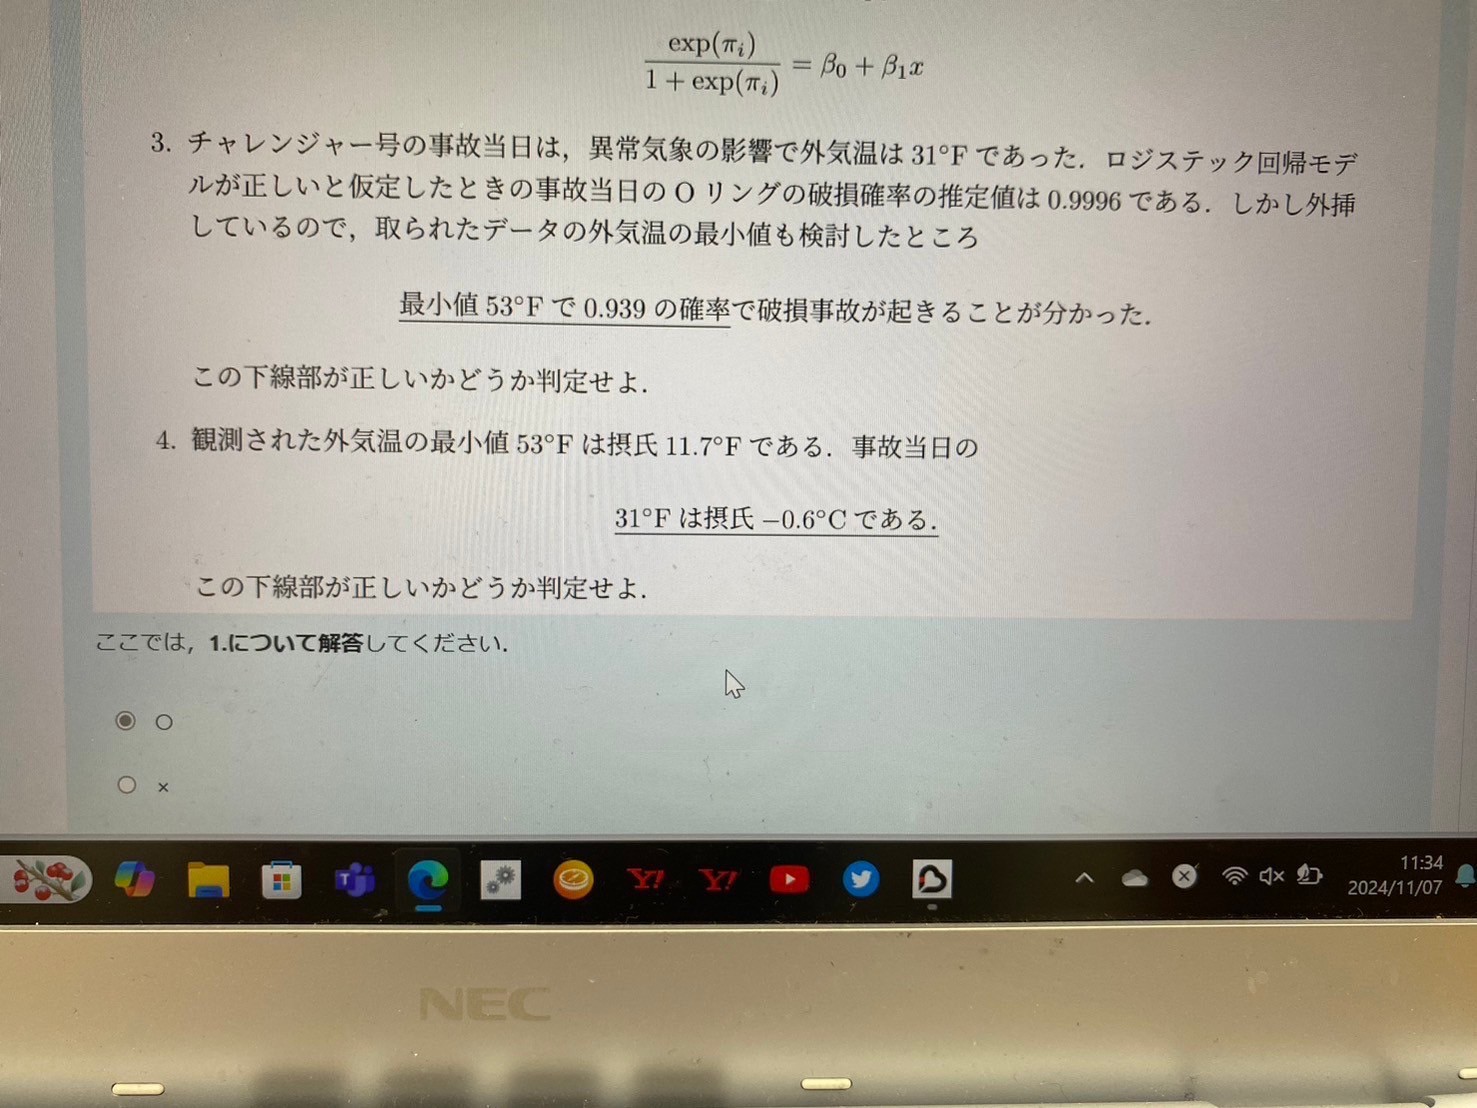 exp(πᵢ) / 1 + exp(πᵢ) = β₀ + β₁x
3. チャレンジャー号の事故当日は，異常気象の影響で外気温は 31°F であった．ロジステック回帰モデ
ルが正しいと仮定したときの事故当日の O リングの破損確率の推定値は 0.9996 である．しかし外挿
しているので，取られたデータの外気温の最小値も検討したところ
最小値 53°F で 0.939 の確率で破損事故が起きることが分かった．
この下線部が正しいかどうか判定せよ．
4. 観測された外気温の最小値 53°F は摂氏 11.7°F である．事故当日の
31°F は摂氏 −0.6°C である．
この下線部が正しいかどうか判定せよ．
ここでは，1.について解答してください．
○
×
11:34
2024/11/07
NEC